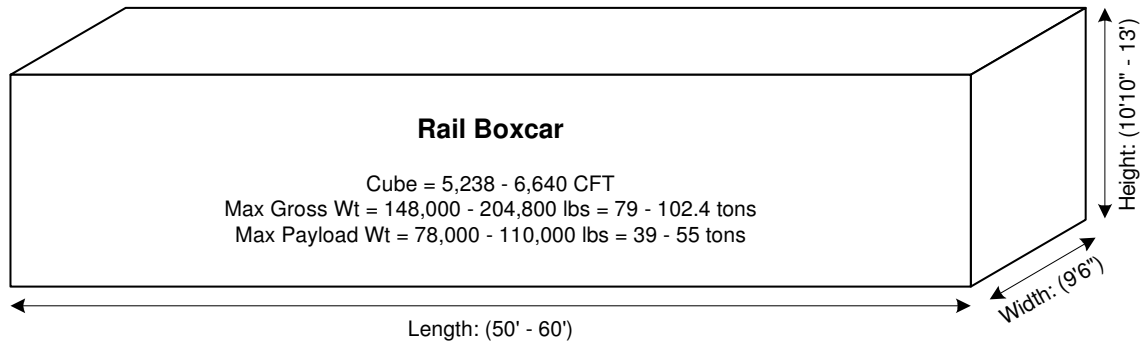 Rail Boxcar
Cube = 5,238 - 6,640 CFT
Max Gross Wt = 148,000 - 204,800 lbs = 79 - 102.4 tons
Max Payload Wt = 78,000 - 110,000 lbs = 39 - 55 tons
Height: (10'10" - 13')
Width: (9'6")
Length: (50' - 60')